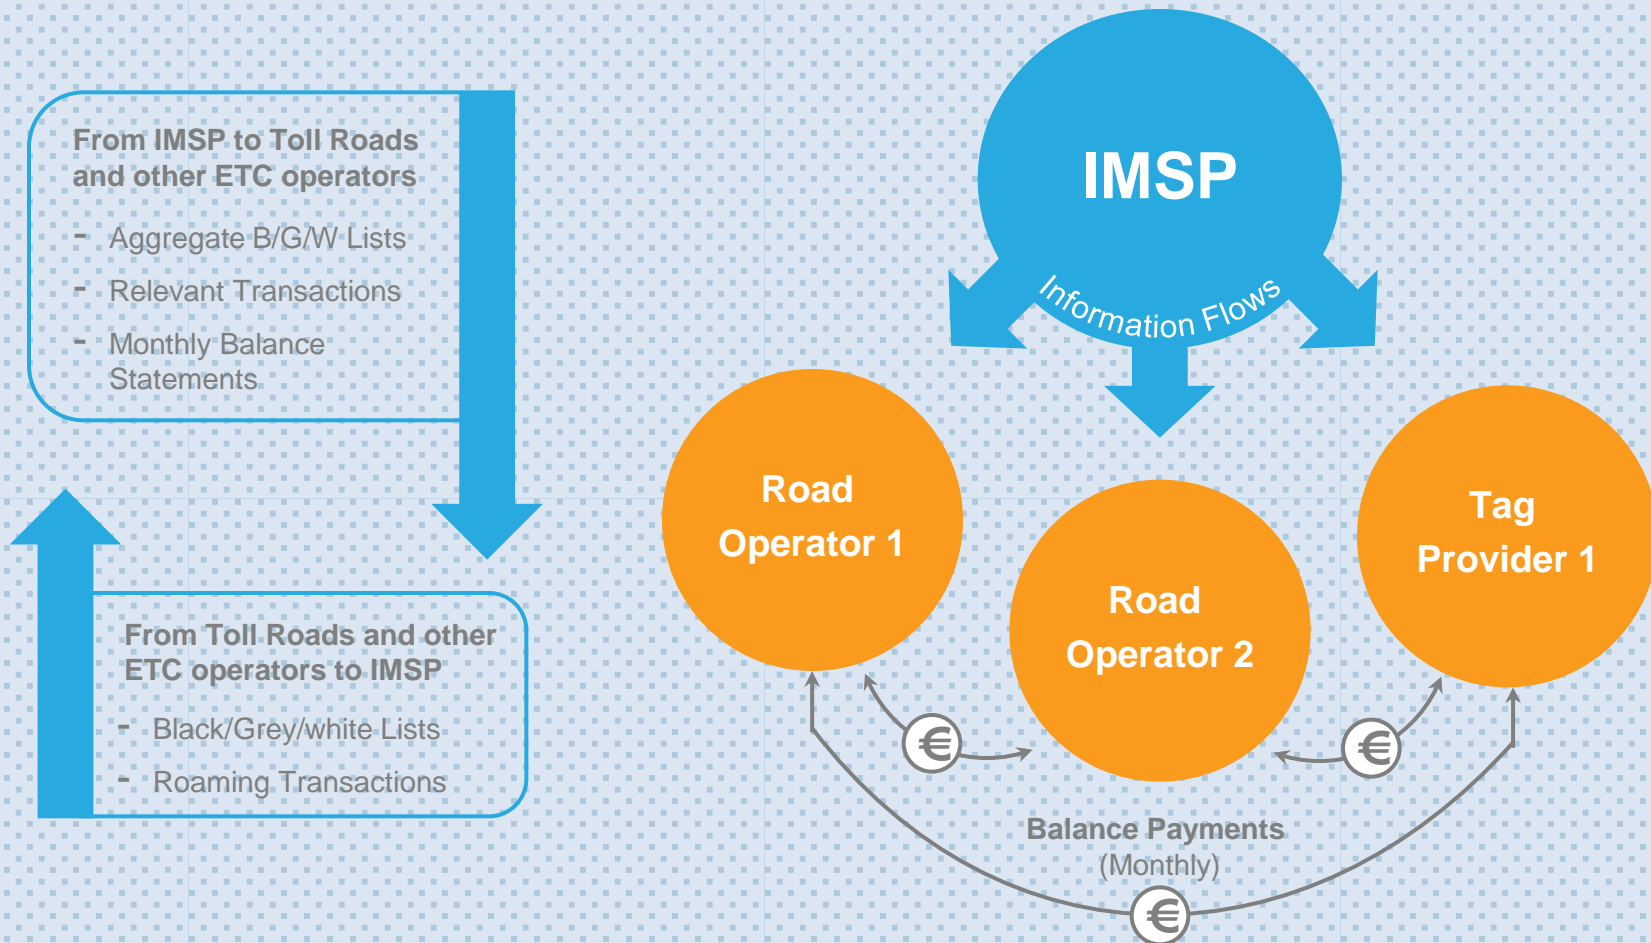 From IMSP to Toll Roads
and other ETC operators
- Aggregate B/G/W Lists
- Relevant Transactions
- Monthly Balance
Statements
From Toll Roads and other
ETC operators to IMSP
- Black/Grey/white Lists
- Roaming Transactions
IMSP
Information Flows
Road
Operator 1
Road
Operator 2
Tag
Provider 1
€
€
Balance Payments
(Monthly)
€